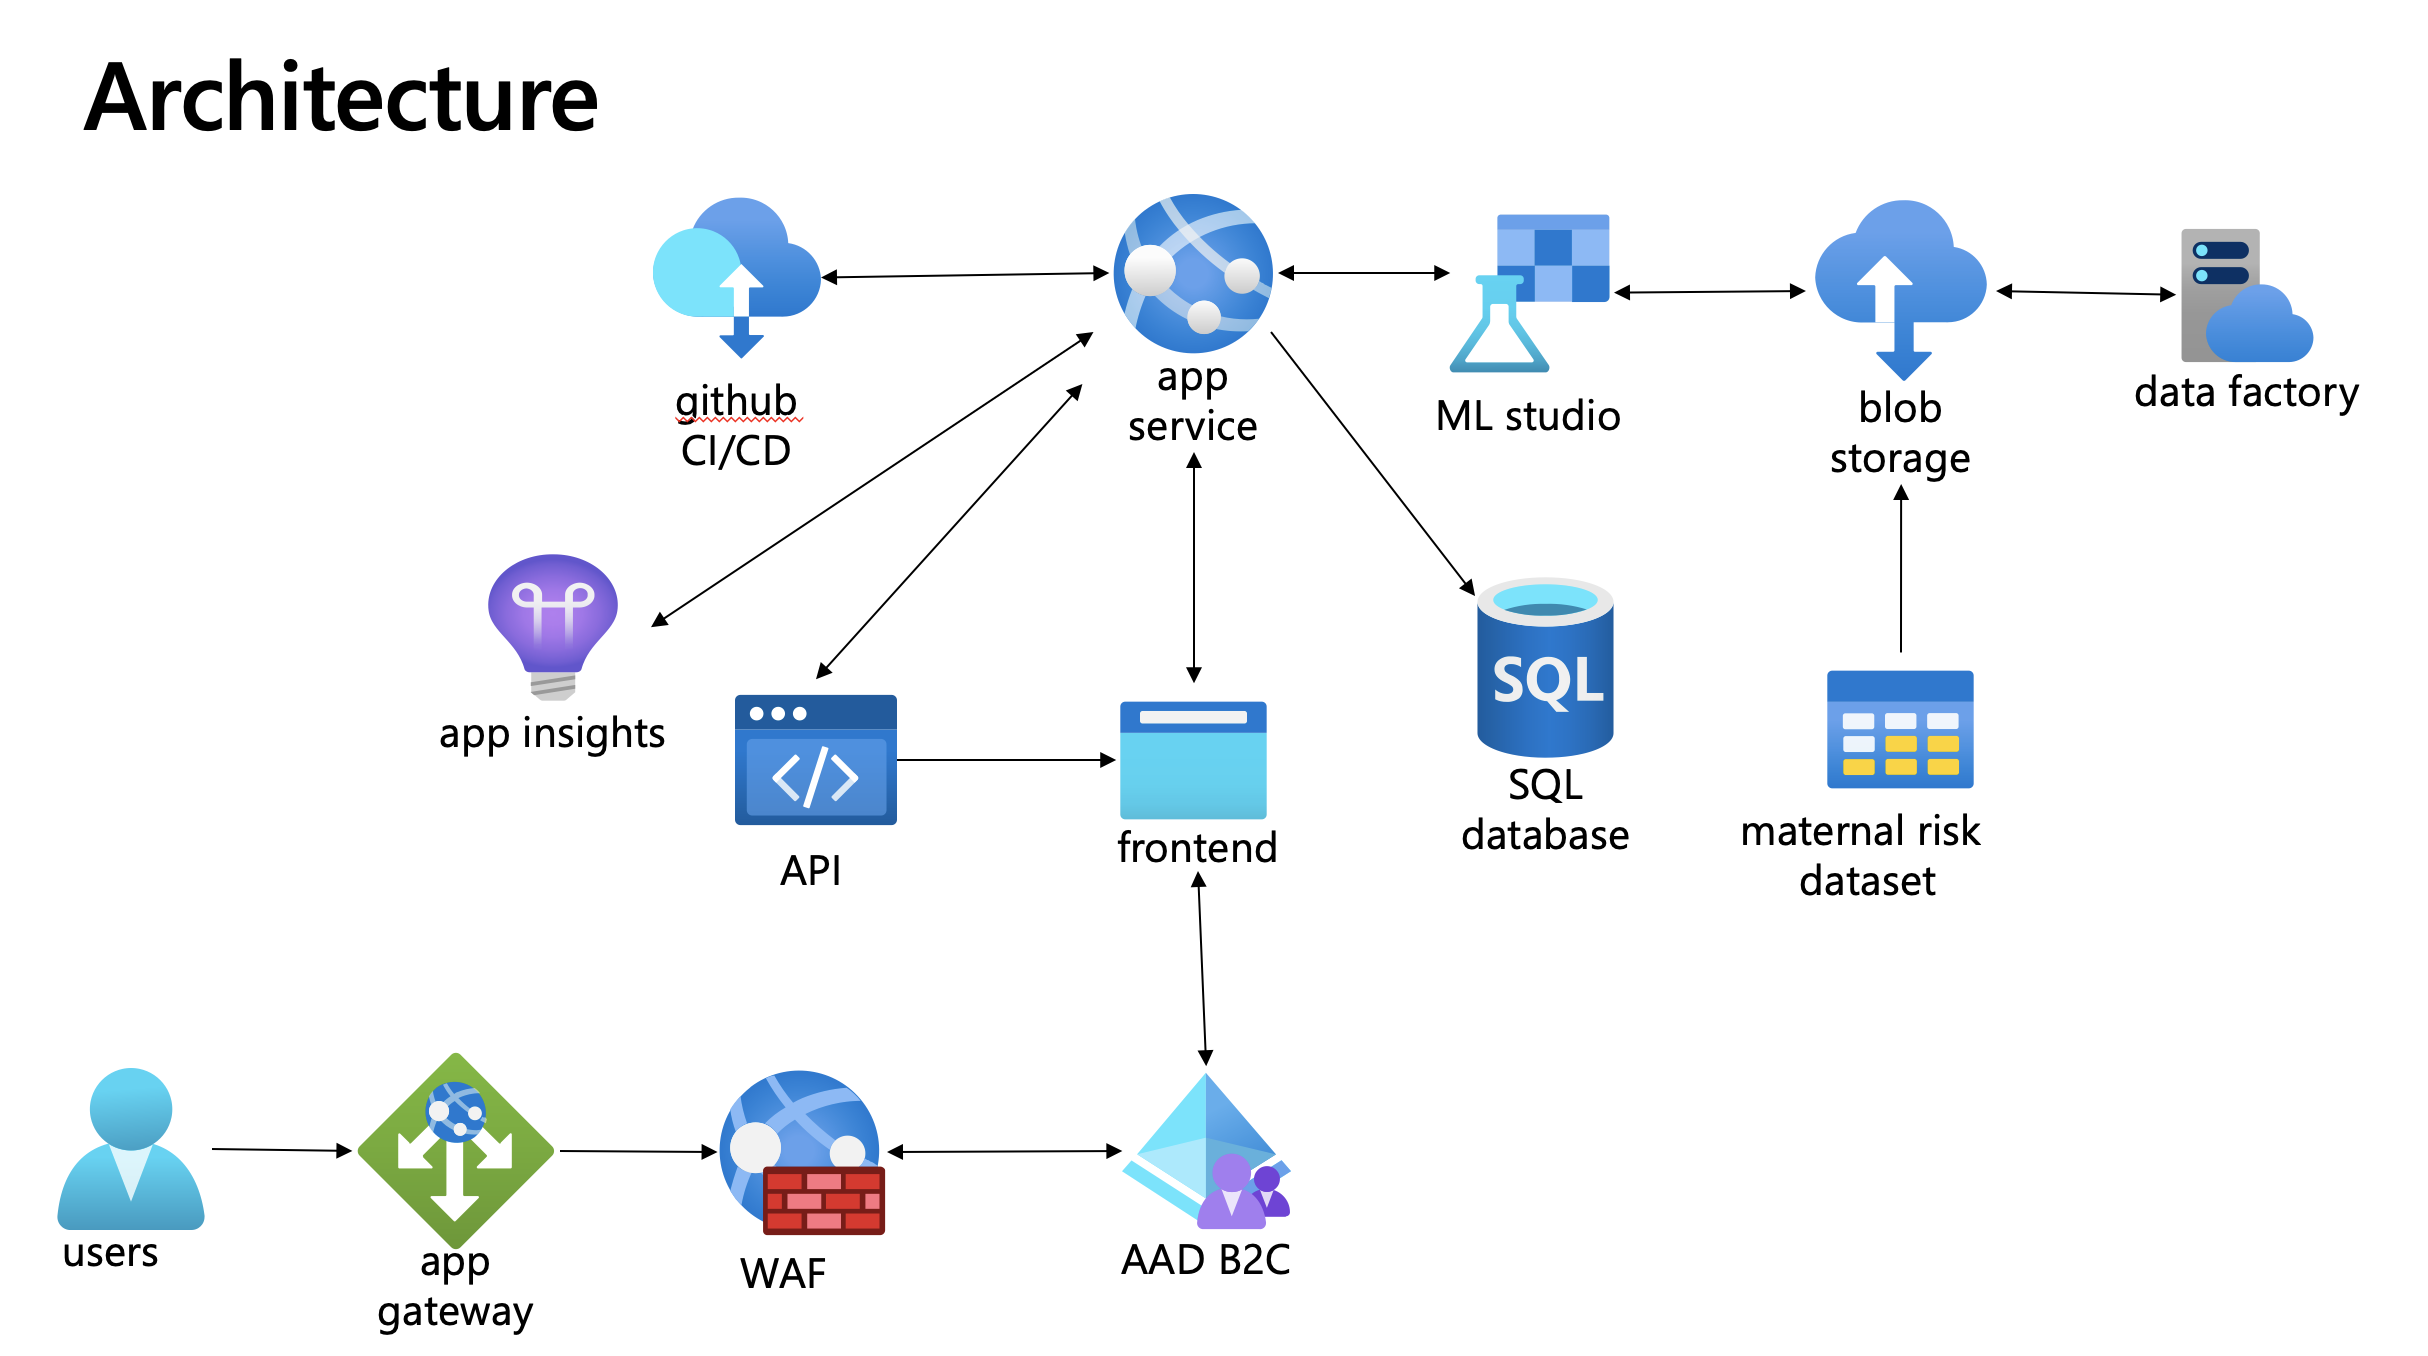 Architecture
github
CI/CD
app
service
ML studio
blob
storage
data factory
app insights
API
frontend
SQL
SQL
database
maternal risk
dataset
users
app
gateway
WAF
AAD B2C